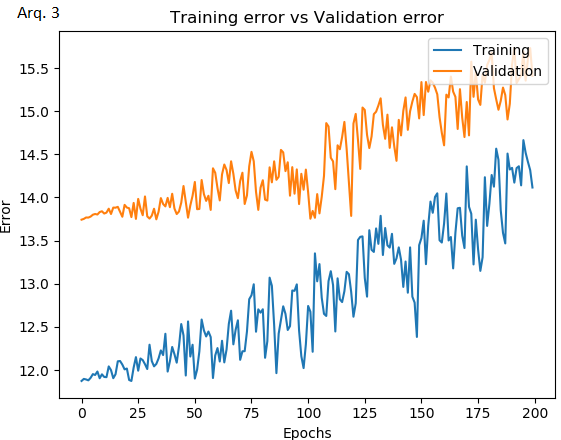 Arq. 3
Training error vs Validation error
Training
Validation
Error
15.5
15.0
14.5
14.0
13.5
13.0
12.5
12.0
0 25 50 75 100 125 150 175 200
Epochs